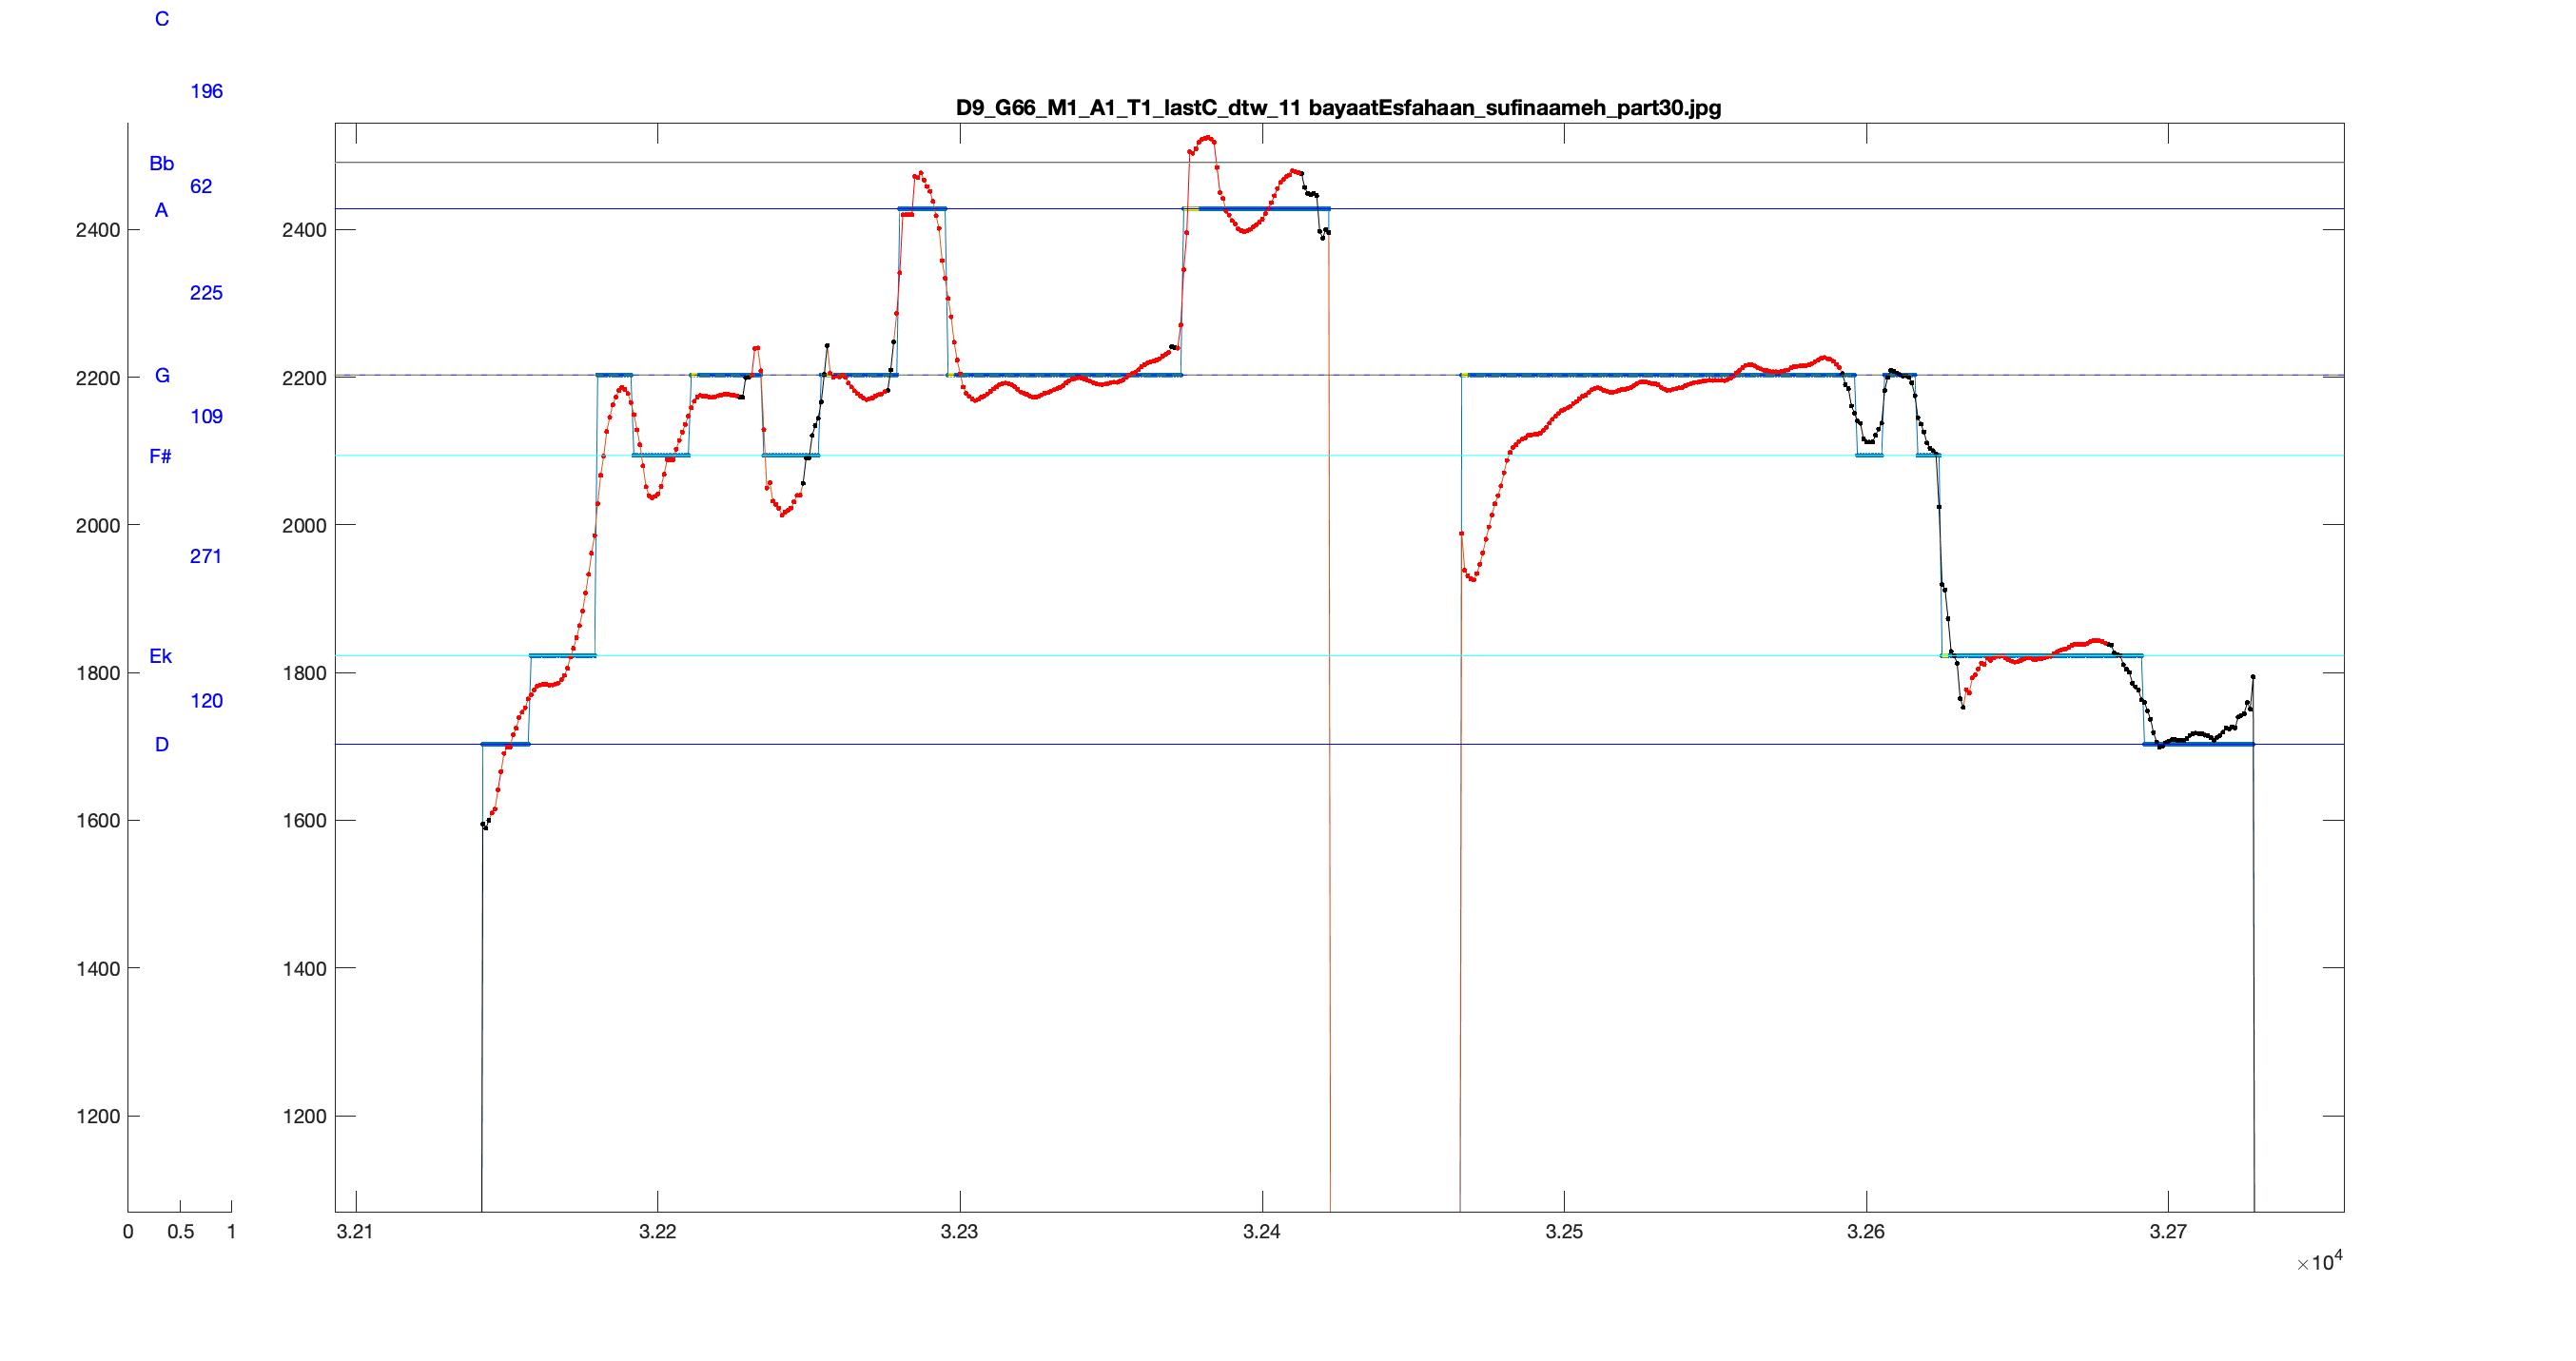 C
196
D9_G66_M1_A1_T1_lastC_dtw_11 bayaatEsfahaan_sufinaameh_part30.jpg
Bb
62
A
2400 2400
225
2200 G 2200
109
F#
2000 2000
271
Ek
1800 1800
120
D
1600 1600
1400 1400
1200 1200
0 0.5 1 3.21 3.22 3.23 3.24 3.25 3.26 3.27
×10⁴